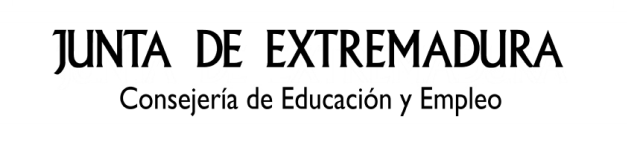 JUNTA DE EXTREMADURA
Consejería de Educación y Empleo